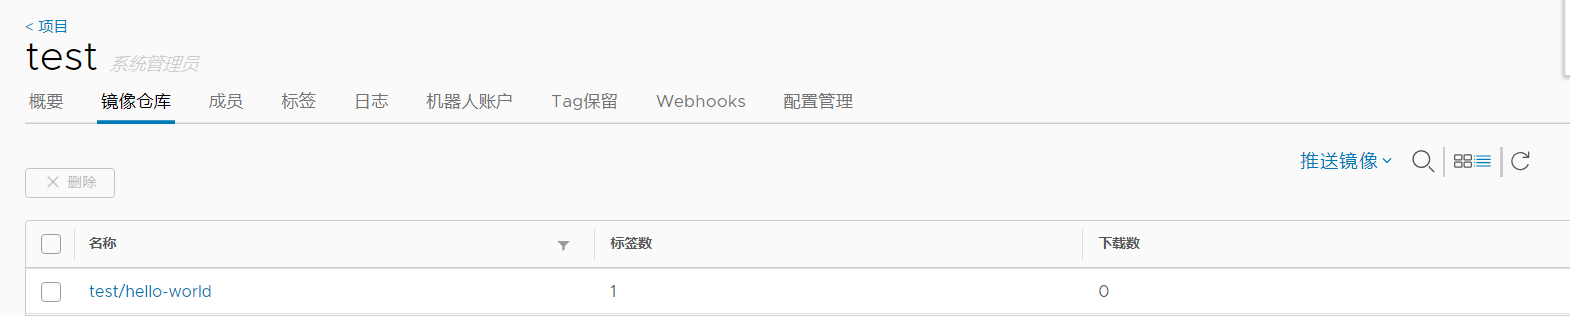 < 项目
test 系统管理员
概要 镜像仓库 成员 标签 日志 机器人账户 Tag保留 Webhooks 配置管理
推送镜像
删除
名称 标签数 下载数
test/hello-world 1 0